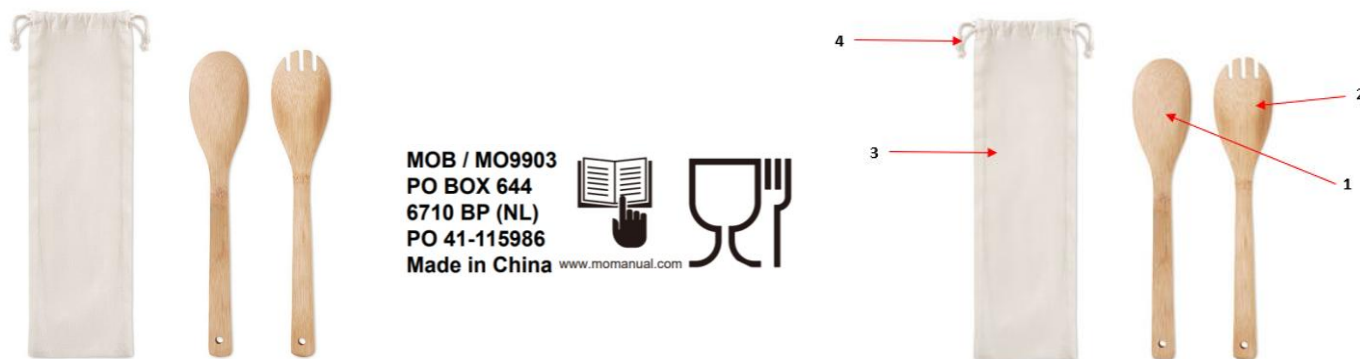 MOB / MO9903
PO BOX 644
6710 BP (NL)
PO 41-115986
Made in China
www.momanual.com
4
3
2
1